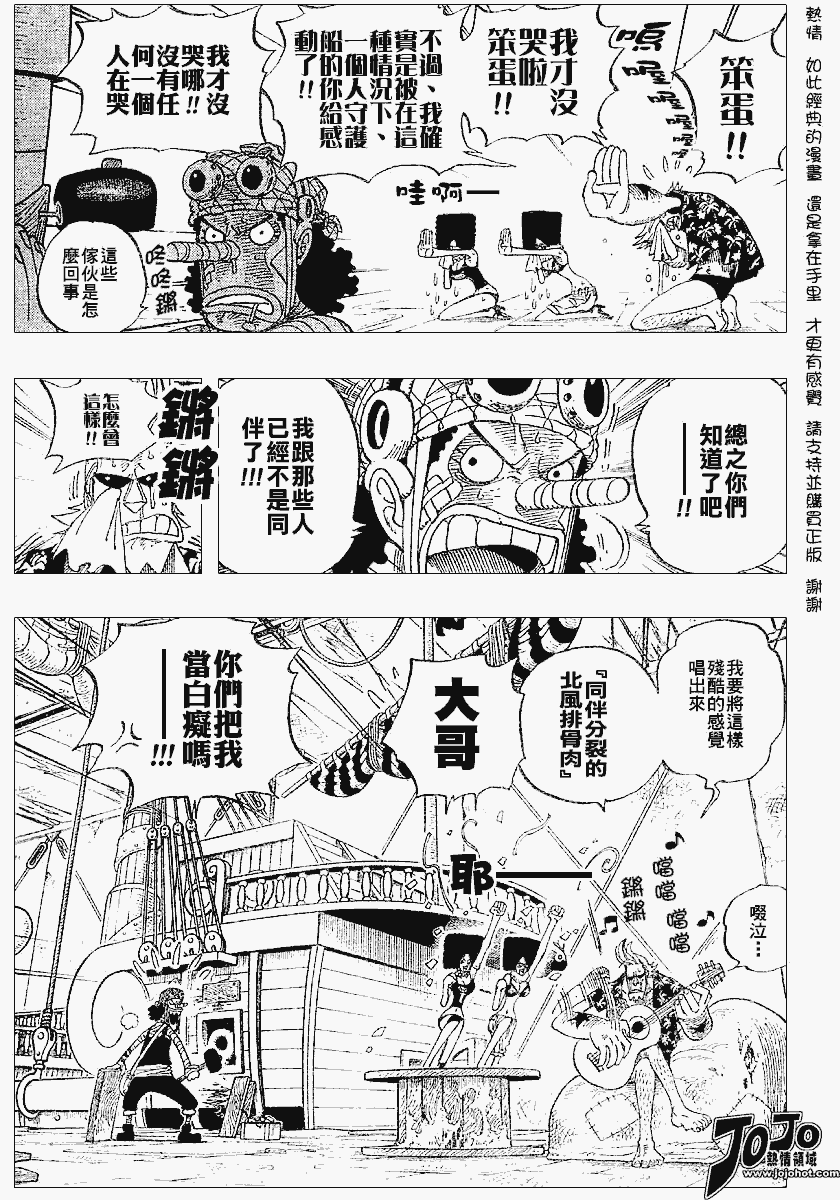 笨蛋!!
嗚喔喔喔喔喔
我才沒
哭啦
笨蛋!!
不過、我確
實是被在這
種情況下、
一個人守護
船的你給感
動了!!
我才沒
哭哪!!
沒有任
何一個
人在哭
哇啊——
咚咚鏘
這些
傢伙是怎
麼回事
總之你們
知道了吧
——!!
我跟那些人
已經不是同
伴了!!!
鏘鏘
鏘鏘
怎麼會
這樣!!
我要將這樣
殘酷的感覺
唱出來
『同伴分裂的
北風排骨肉』
大哥
你們把我
當白癡嗎
——!!!
耶——
噹噹
噹噹
鏘鏘
啜泣…
熱情 如此經典的漫畫 還是拿在手里 才更有感覺 請支持並購買正版 謝謝
JOJO
熱情領域
www.jojohot.com